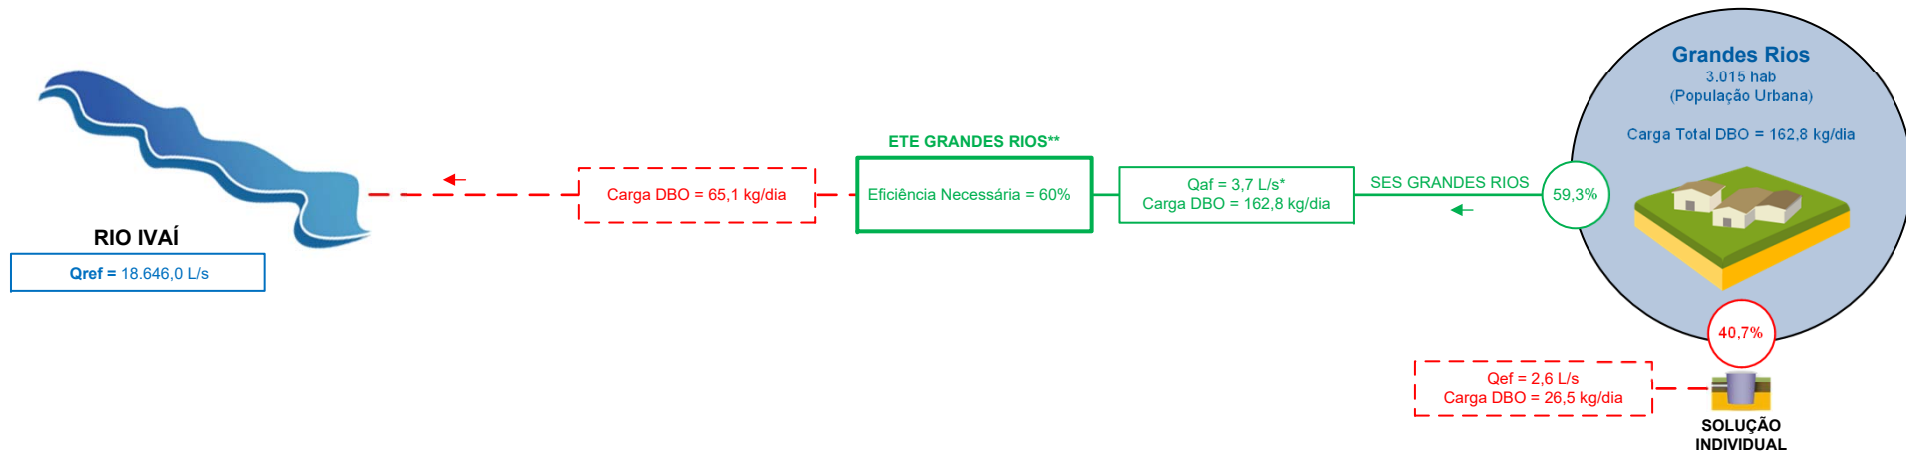 Grandes Rios
3.015 hab
(População Urbana)
Carga Total DBO = 162,8 kg/dia
ETE GRANDES RIOS**
Carga DBO = 65,1 kg/dia
Eficiência Necessária = 60%
Qaf = 3,7 L/s*
Carga DBO = 162,8 kg/dia
SES GRANDES RIOS
59,3%
RIO IVAÍ
Qref = 18.646,0 L/s
40,7%
Qef = 2,6 L/s
Carga DBO = 26,5 kg/dia
SOLUÇÃO
INDIVIDUAL